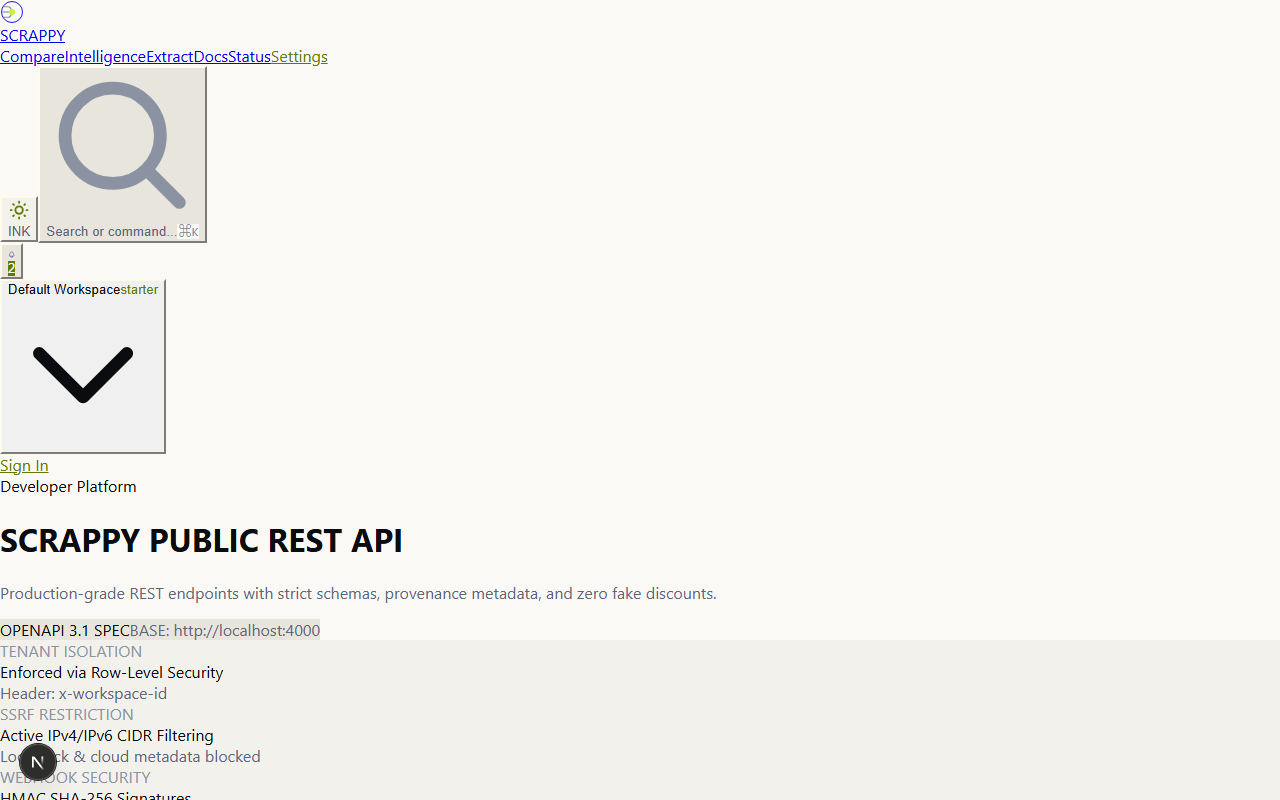 SCRAPPY
CompareIntelligenceExtractDocsStatusSettings
INK
Search or command...⌘K
2
Default Workspacestarter
Sign In
Developer Platform
SCRAPPY PUBLIC REST API
Production-grade REST endpoints with strict schemas, provenance metadata, and zero fake discounts.
OPENAPI 3.1 SPECBASE: http://localhost:4000
TENANT ISOLATION
Enforced via Row-Level Security
Header: x-workspace-id
SSRF RESTRICTION
Active IPv4/IPv6 CIDR Filtering
& cloud metadata blocked
N
SECURITY
HMAC SHA-256 Signatures